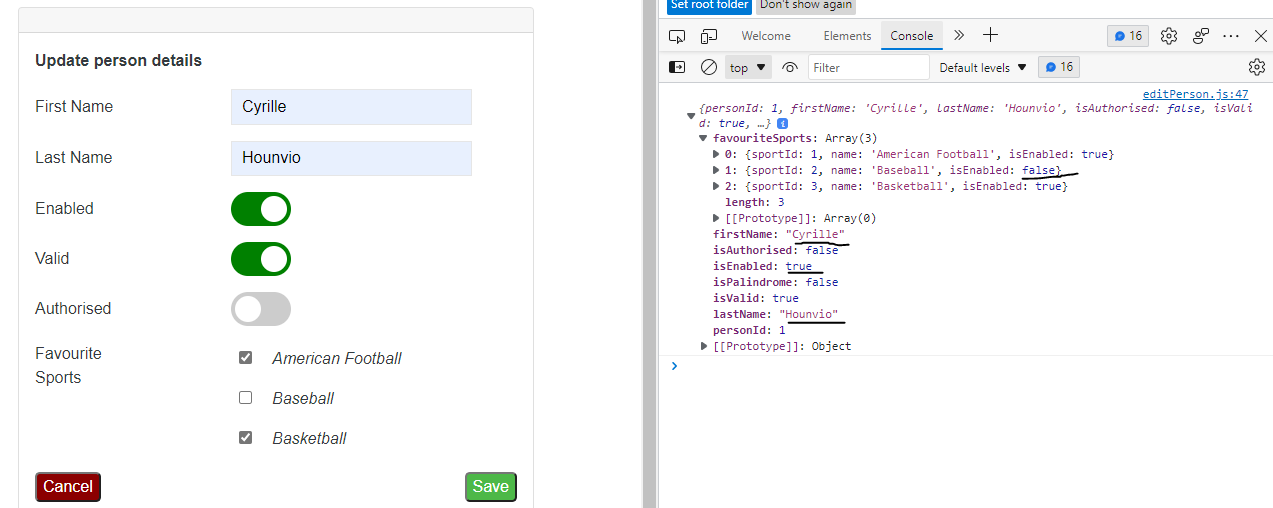 Update person details
First Name
Cyrille
Last Name
Hounvio
Enabled
Valid
Authorised
Favourite
Sports
American Football
Baseball
Basketball
Cancel
Save
Set root folder
Don't show again
Welcome
Elements
Console
16
top
Filter
Default levels
16
editPerson.js:47
{personId: 1, firstName: 'Cyrille', lastName: 'Hounvio', isAuthorised: false, isVali
d: true, …}
favouriteSports: Array(3)
0: {sportId: 1, name: 'American Football', isEnabled: true}
1: {sportId: 2, name: 'Baseball', isEnabled: false}
2: {sportId: 3, name: 'Basketball', isEnabled: true}
length: 3
[[Prototype]]: Array(0)
firstName: "Cyrille"
isAuthorised: false
isEnabled: true
isPalindrome: false
isValid: true
lastName: "Hounvio"
personId: 1
[[Prototype]]: Object